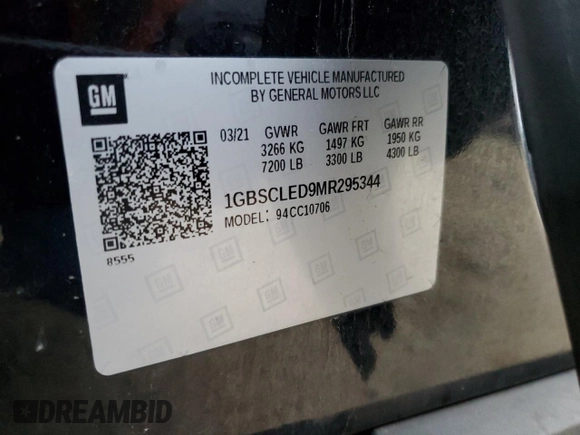 GM
INCOMPLETE VEHICLE MANUFACTURED
BY GENERAL MOTORS LLC
03/21 GVWR GAWR FRT GAWR RR
3266 KG 1497 KG 1950 KG
7200 LB 3300 LB 4300 LB
1GBSCLED9MR295344
MODEL: 94CC10706
8555
DREAMBID